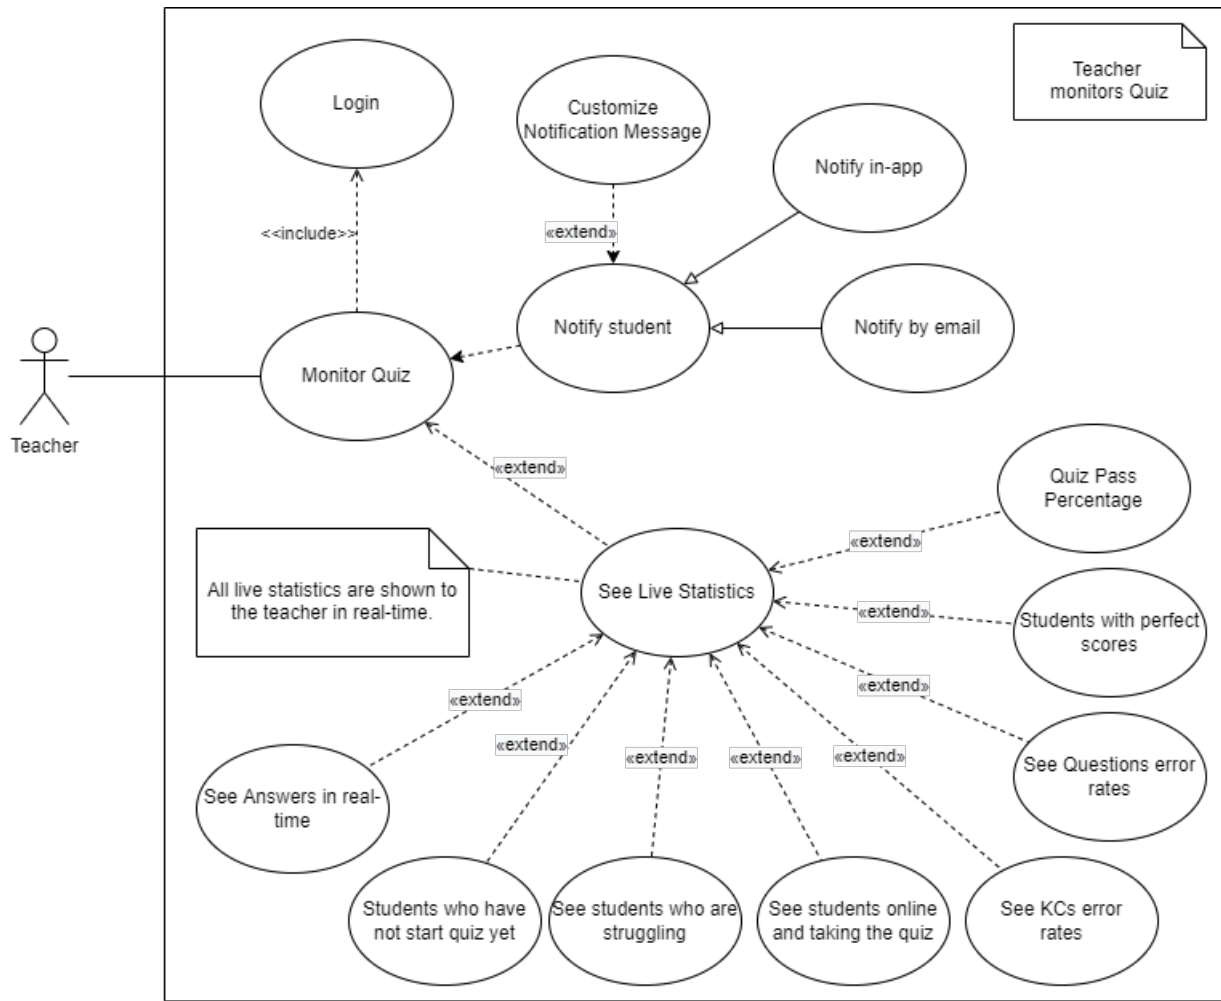 Teacher
monitors Quiz
Login
Customize
Notification Message
Notify in-app
<<include>>
«extend»
Notify student
Notify by email
Monitor Quiz
Teacher
«extend»
Quiz Pass
Percentage
«extend»
All live statistics are shown to
the teacher in real-time.
See Live Statistics
«extend»
Students with perfect
scores
«extend»
«extend»
«extend»
«extend»
«extend»
«extend»
See Answers in real-
time
See Questions error
rates
Students who have
not start quiz yet
See students who are
struggling
See students online
and taking the quiz
See KCs error
rates